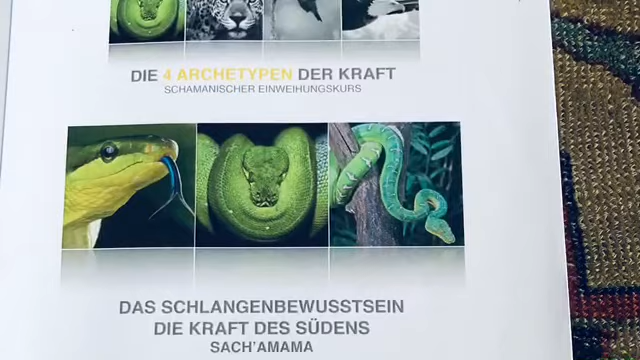 DIE 4 ARCHETYPEN DER KRAFT
SCHAMANISCHER EINWEIHUNGSKURS
DAS SCHLANGENBEWUSSTSEIN
DIE KRAFT DES SÜDENS
SACH'AMAMA